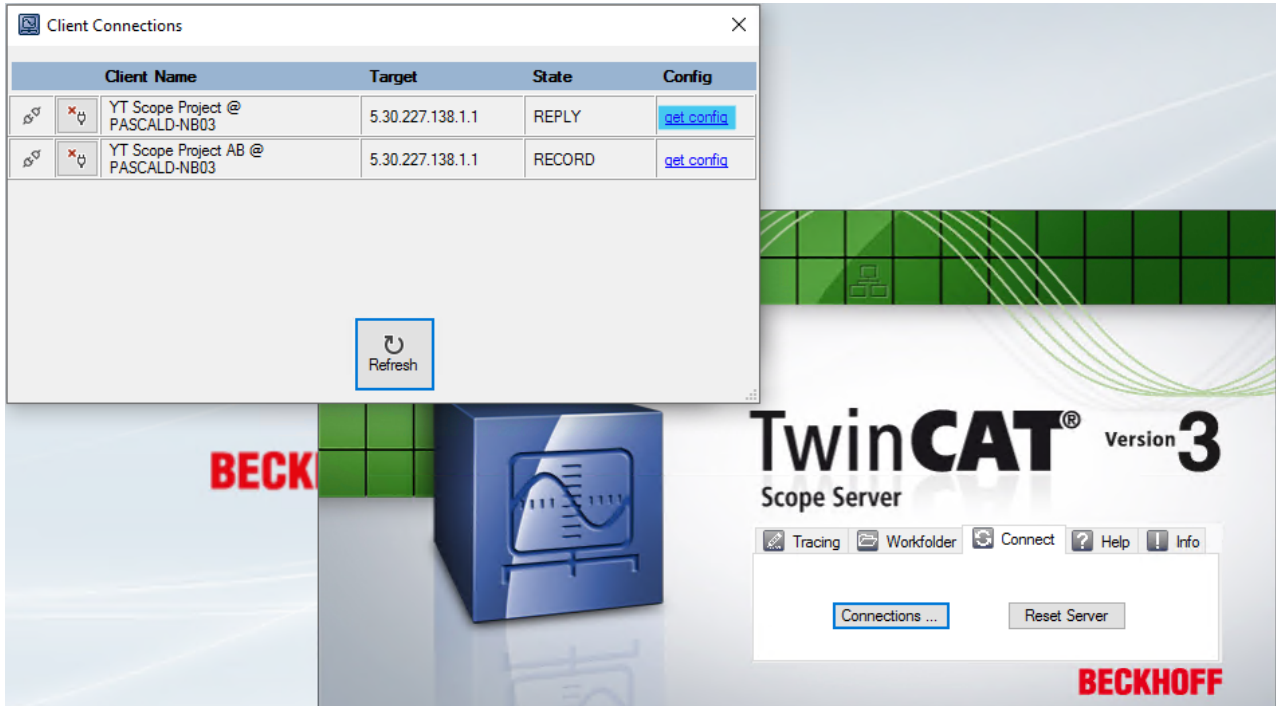 Client Connections
Client Name Target State Config
YT Scope Project @
PASCALD-NB03 5.30.227.138.1.1 REPLY get config
YT Scope Project AB @
PASCALD-NB03 5.30.227.138.1.1 RECORD get config
Refresh
BECK
TwinCAT® Version 3
Scope Server
Tracing Workfolder Connect Help Info
Connections ... Reset Server
BECKHOFF